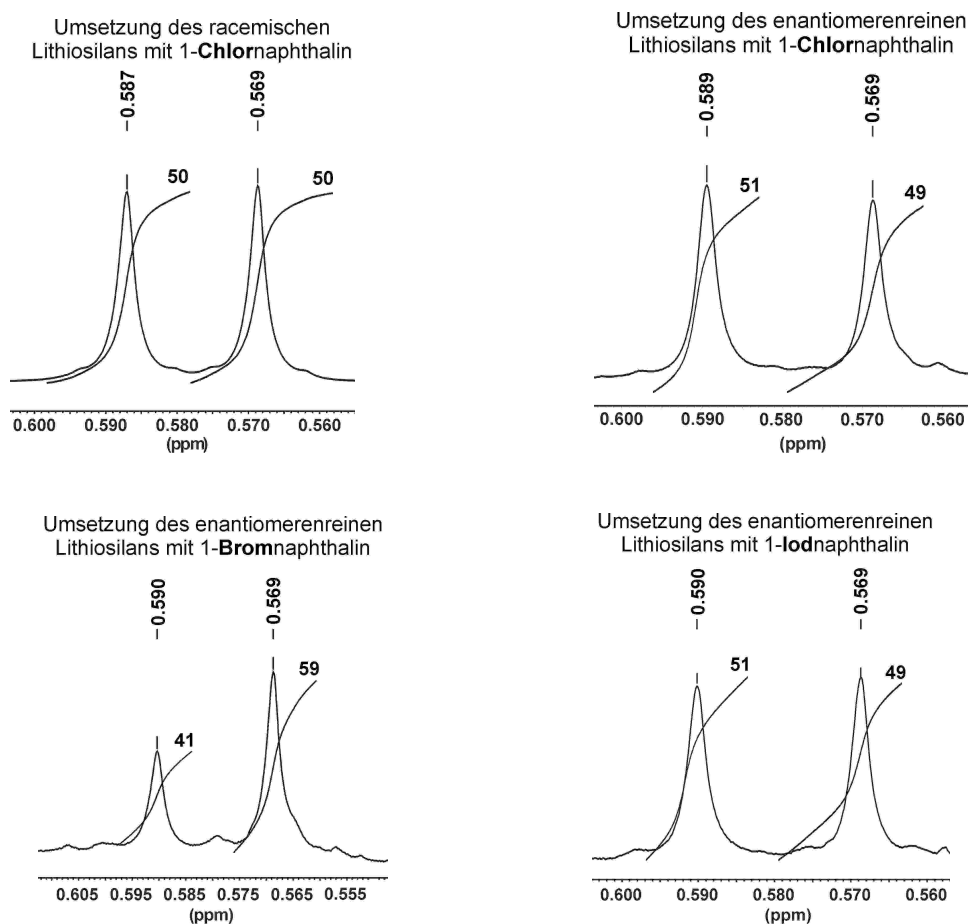 Umsetzung des racemischen
Lithiosilans mit 1-Chlornaphthalin
0.587
0.569
50
50
0.600 0.590 0.580 0.570 0.560
(ppm)
Umsetzung des enantiomerenreinen
Lithiosilans mit 1-Chlornaphthalin
0.589
0.569
51
49
0.600 0.590 0.580 0.570 0.560
(ppm)
Umsetzung des enantiomerenreinen
Lithiosilans mit 1-Bromnaphthalin
0.590
0.569
41
59
0.605 0.595 0.585 0.575 0.565 0.555
(ppm)
Umsetzung des enantiomerenreinen
Lithiosilans mit 1-Iodnaphthalin
0.590
0.569
51
49
0.600 0.590 0.580 0.570 0.560
(ppm)